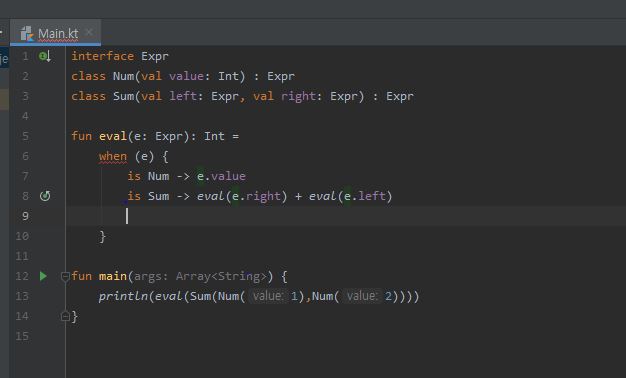 Main.kt
je
1 interface Expr
2 class Num(val value: Int) : Expr
3 class Sum(val left: Expr, val right: Expr) : Expr
4
5 fun eval(e: Expr): Int =
6 when (e) {
7 is Num -> e.value
8 is Sum -> eval(e.right) + eval(e.left)
9
10 }
11
12 fun main(args: Array<String>) {
13 println(eval(Sum(Num( value: 1),Num( value: 2))))
14 }
15